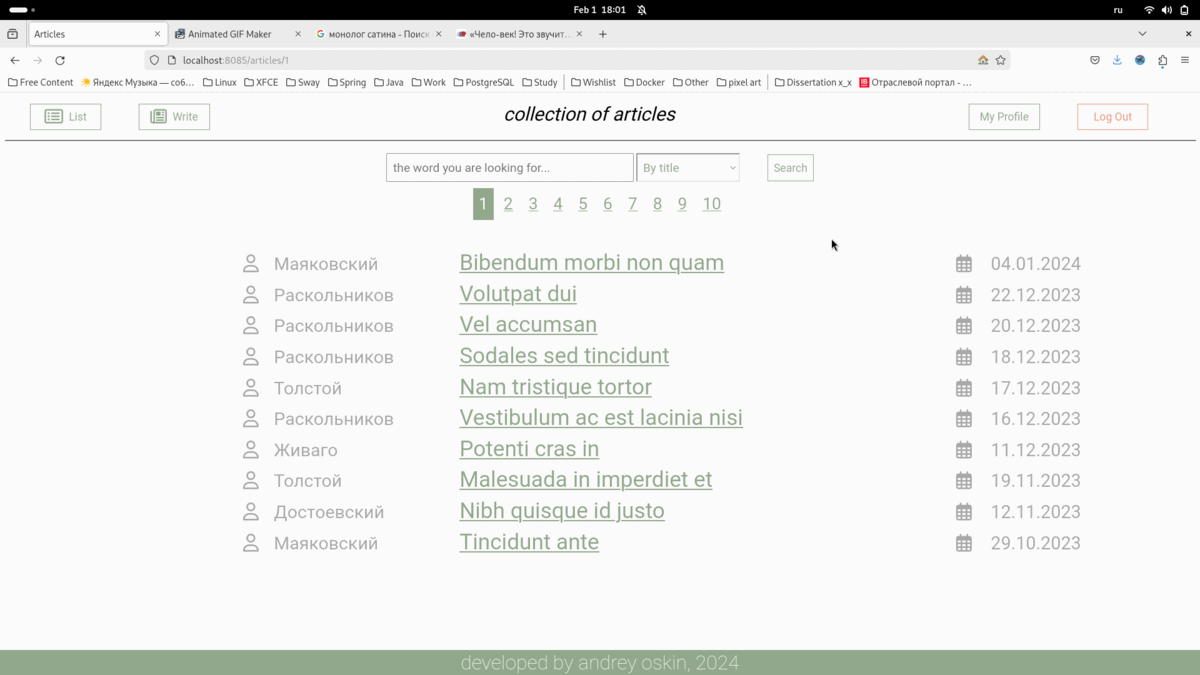 Feb 1 18:01
ru
Articles
Animated GIF Maker
монолог сатина - Поиск
«Чело-век! Это звучит…
localhost:8085/articles/1
Free Content
Яндекс Музыка — соб…
Linux
XFCE
Sway
Spring
Java
Work
PostgreSQL
Study
Wishlist
Docker
Other
pixel art
Dissertation x_x
Отраслевой портал - …
List
Write
collection of articles
My Profile
Log Out
the word you are looking for...
By title
Search
1 2 3 4 5 6 7 8 9 10
Маяковский Bibendum morbi non quam 04.01.2024
Раскольников Volutpat dui 22.12.2023
Раскольников Vel accumsan 20.12.2023
Раскольников Sodales sed tincidunt 18.12.2023
Толстой Nam tristique tortor 17.12.2023
Раскольников Vestibulum ac est lacinia nisi 16.12.2023
Живаго Potenti cras in 11.12.2023
Толстой Malesuada in imperdiet et 19.11.2023
Достоевский Nibh quisque id justo 12.11.2023
Маяковский Tincidunt ante 29.10.2023
developed by andrey oskin, 2024